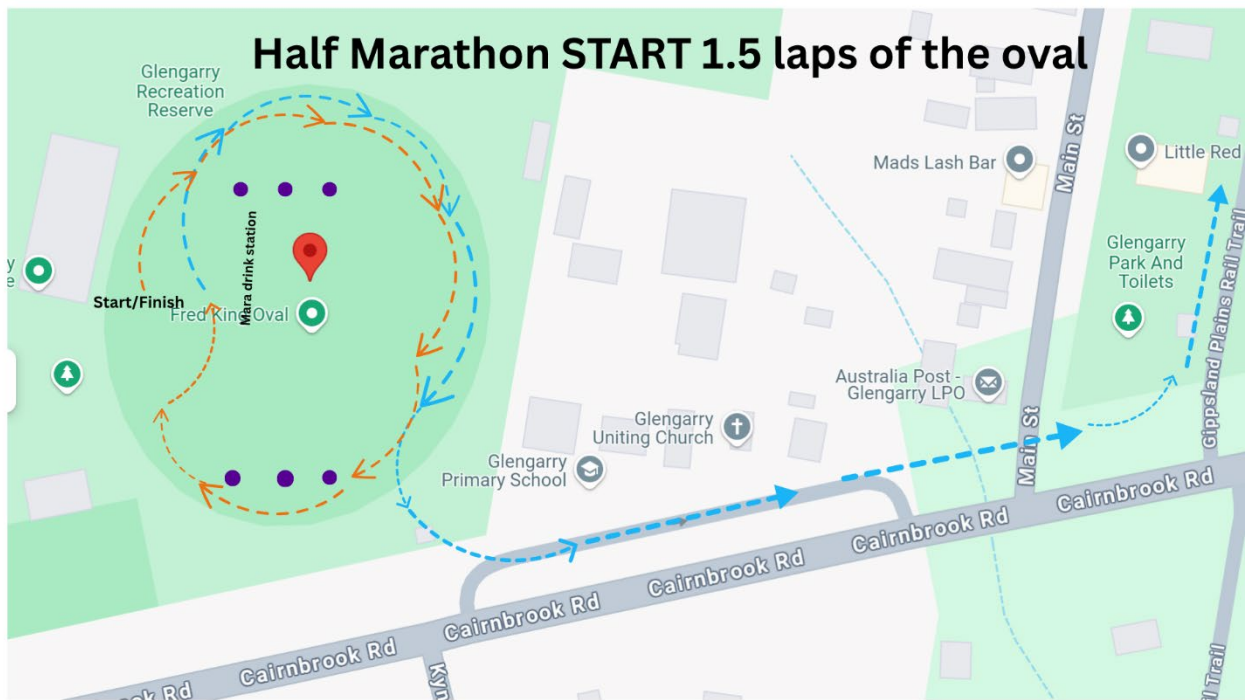 Half Marathon START 1.5 laps of the oval
Glengarry
Recreation
Reserve
Main St
Mads Lash Bar
Little Red
Glengarry
Park And
Toilets
Gippsland Plains Rail Trail
Mara drink station
Start/Finish
Fred King Oval
Australia Post -
Glengarry LPO
Glengarry
Uniting Church
Glengarry
Primary School
Main St
Cairnbrook Rd
Cairnbrook Rd
Cairnbrook Rd
Cairnbrook Rd
Cairnbrook Rd
Trail